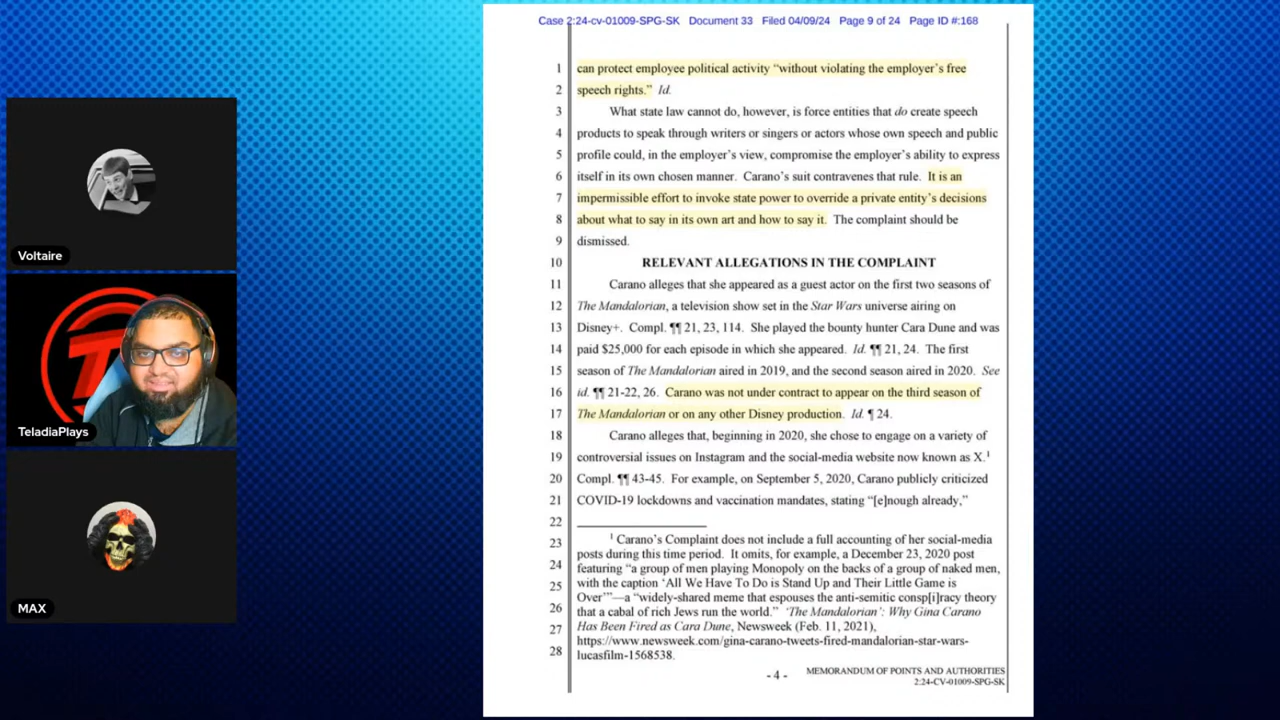 Case 2:24-cv-01009-SPG-SK Document 33 Filed 04/09/24 Page 9 of 24 Page ID #:168
1 can protect employee political activity “without violating the employer’s free
2 speech rights.” Id.
3 What state law cannot do, however, is force entities that do create speech
4 products to speak through writers or singers or actors whose own speech and public
5 profile could, in the employer’s view, compromise the employer’s ability to express
6 itself in its own chosen manner. Carano’s suit contravenes that rule. It is an
7 impermissible effort to invoke state power to override a private entity’s decisions
8 about what to say in its own art and how to say it. The complaint should be
9 dismissed.
10 RELEVANT ALLEGATIONS IN THE COMPLAINT
11 Carano alleges that she appeared as a guest actor on the first two seasons of
12 The Mandalorian, a television show set in the Star Wars universe airing on
13 Disney+. Compl. ¶¶ 21, 23, 114. She played the bounty hunter Cara Dune and was
14 paid $25,000 for each episode in which she appeared. Id. ¶¶ 21, 24. The first
15 season of The Mandalorian aired in 2019, and the second season aired in 2020. See
16 id. ¶¶ 21-22, 26. Carano was not under contract to appear on the third season of
17 The Mandalorian or on any other Disney production. Id. ¶ 24.
18 Carano alleges that, beginning in 2020, she chose to engage on a variety of
19 controversial issues on Instagram and the social-media website now known as X.¹
20 Compl. ¶¶ 43-45. For example, on September 5, 2020, Carano publicly criticized
21 COVID-19 lockdowns and vaccination mandates, stating “[e]nough already,”
22
23 ¹ Carano’s Complaint does not include a full accounting of her social-media
posts during this time period. It omits, for example, a December 23, 2020 post
24 featuring “a group of men playing Monopoly on the backs of a group of naked men,
25 with the caption ‘All We Have To Do is Stand Up and Their Little Game is
Over’”—a “widely-shared meme that espouses the anti-semitic consp[i]racy theory
26 that a cabal of rich Jews run the world.” ‘The Mandalorian’: Why Gina Carano
27 Has Been Fired as Cara Dune, Newsweek (Feb. 11, 2021),
https://www.newsweek.com/gina-carano-tweets-fired-mandalorian-star-wars-
28 lucasfilm-1568538.
- 4 -
MEMORANDUM OF POINTS AND AUTHORITIES
2:24-CV-01009-SPG-SK
Voltaire
TeladiaPlays
MAX